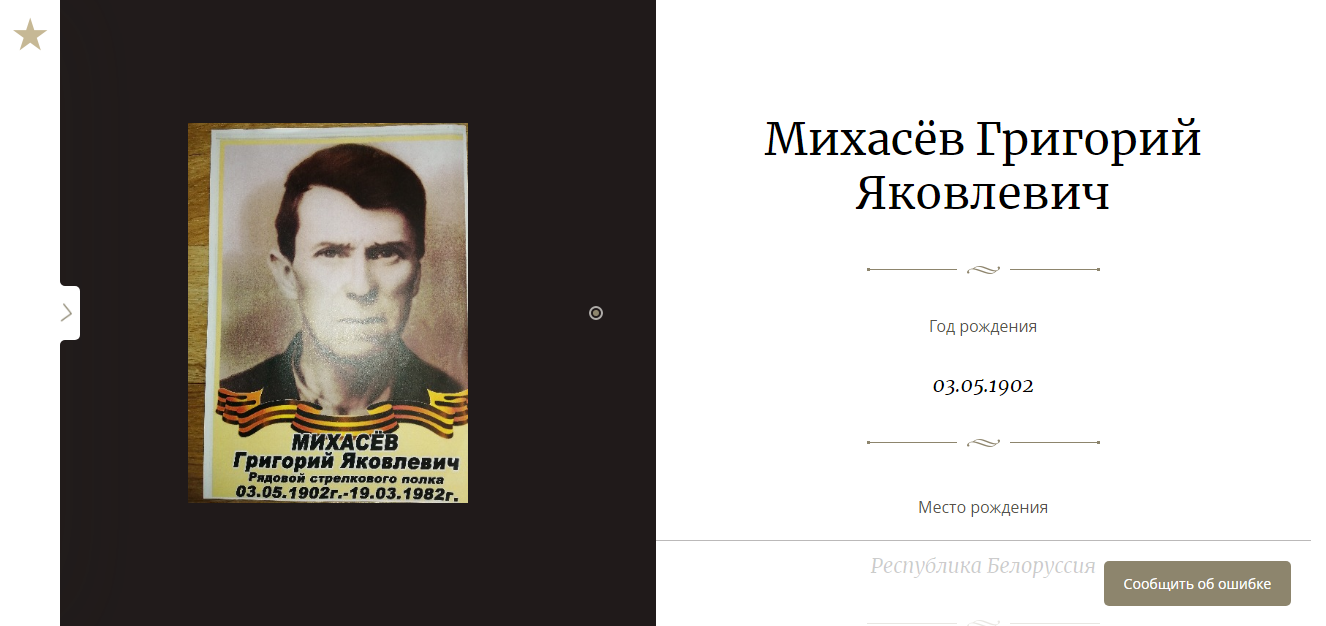 МИХАСЁВ
Григорий Яковлевич
Рядовой стрелкового полка
03.05.1902г.-19.03.1982г.
Михасёв Григорий
Яковлевич
Год рождения
03.05.1902
Место рождения
Республика Белоруссия
Сообщить об ошибке